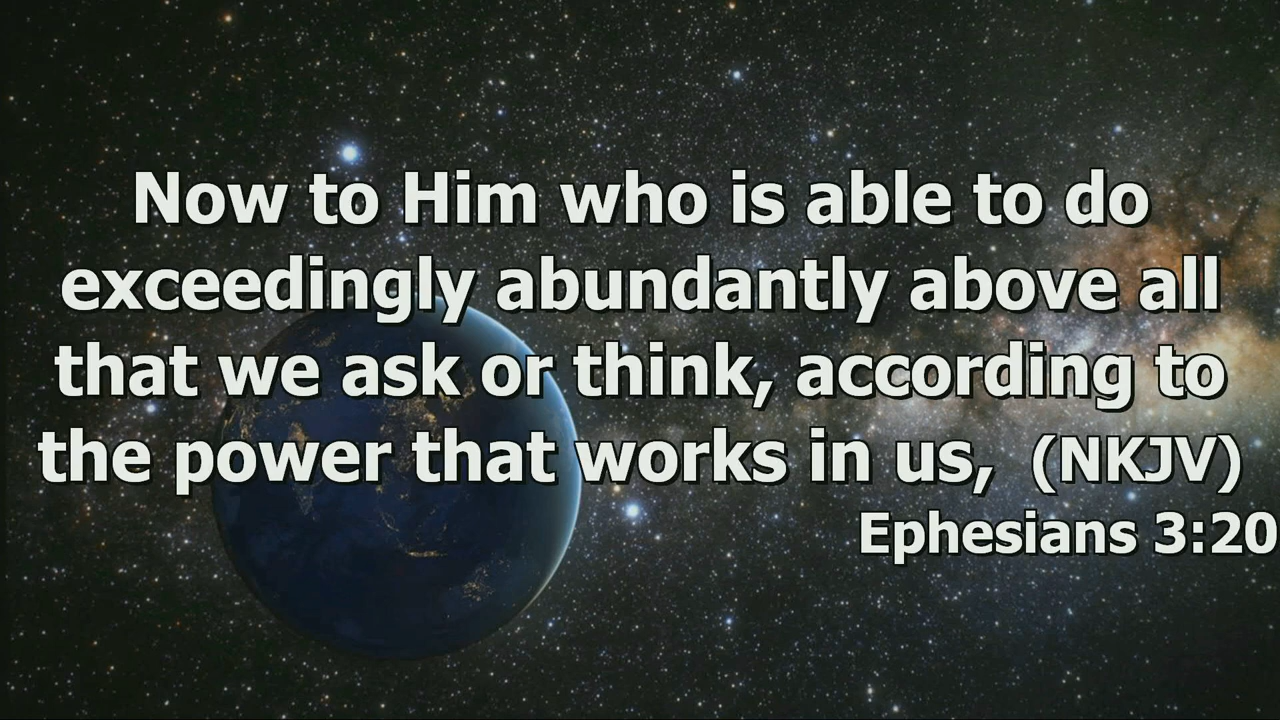 Now to Him who is able to do
exceedingly abundantly above all
that we ask or think, according to
the power that works in us, (NKJV)
Ephesians 3:20